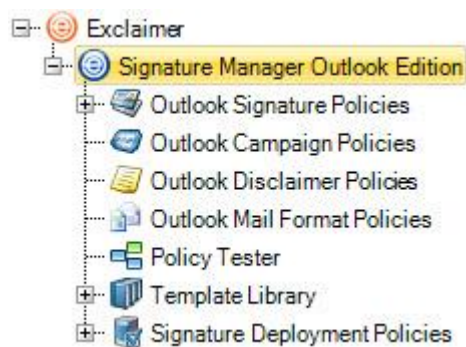 Exclaimer
Signature Manager Outlook Edition
Outlook Signature Policies
Outlook Campaign Policies
Outlook Disclaimer Policies
Outlook Mail Format Policies
Policy Tester
Template Library
Signature Deployment Policies